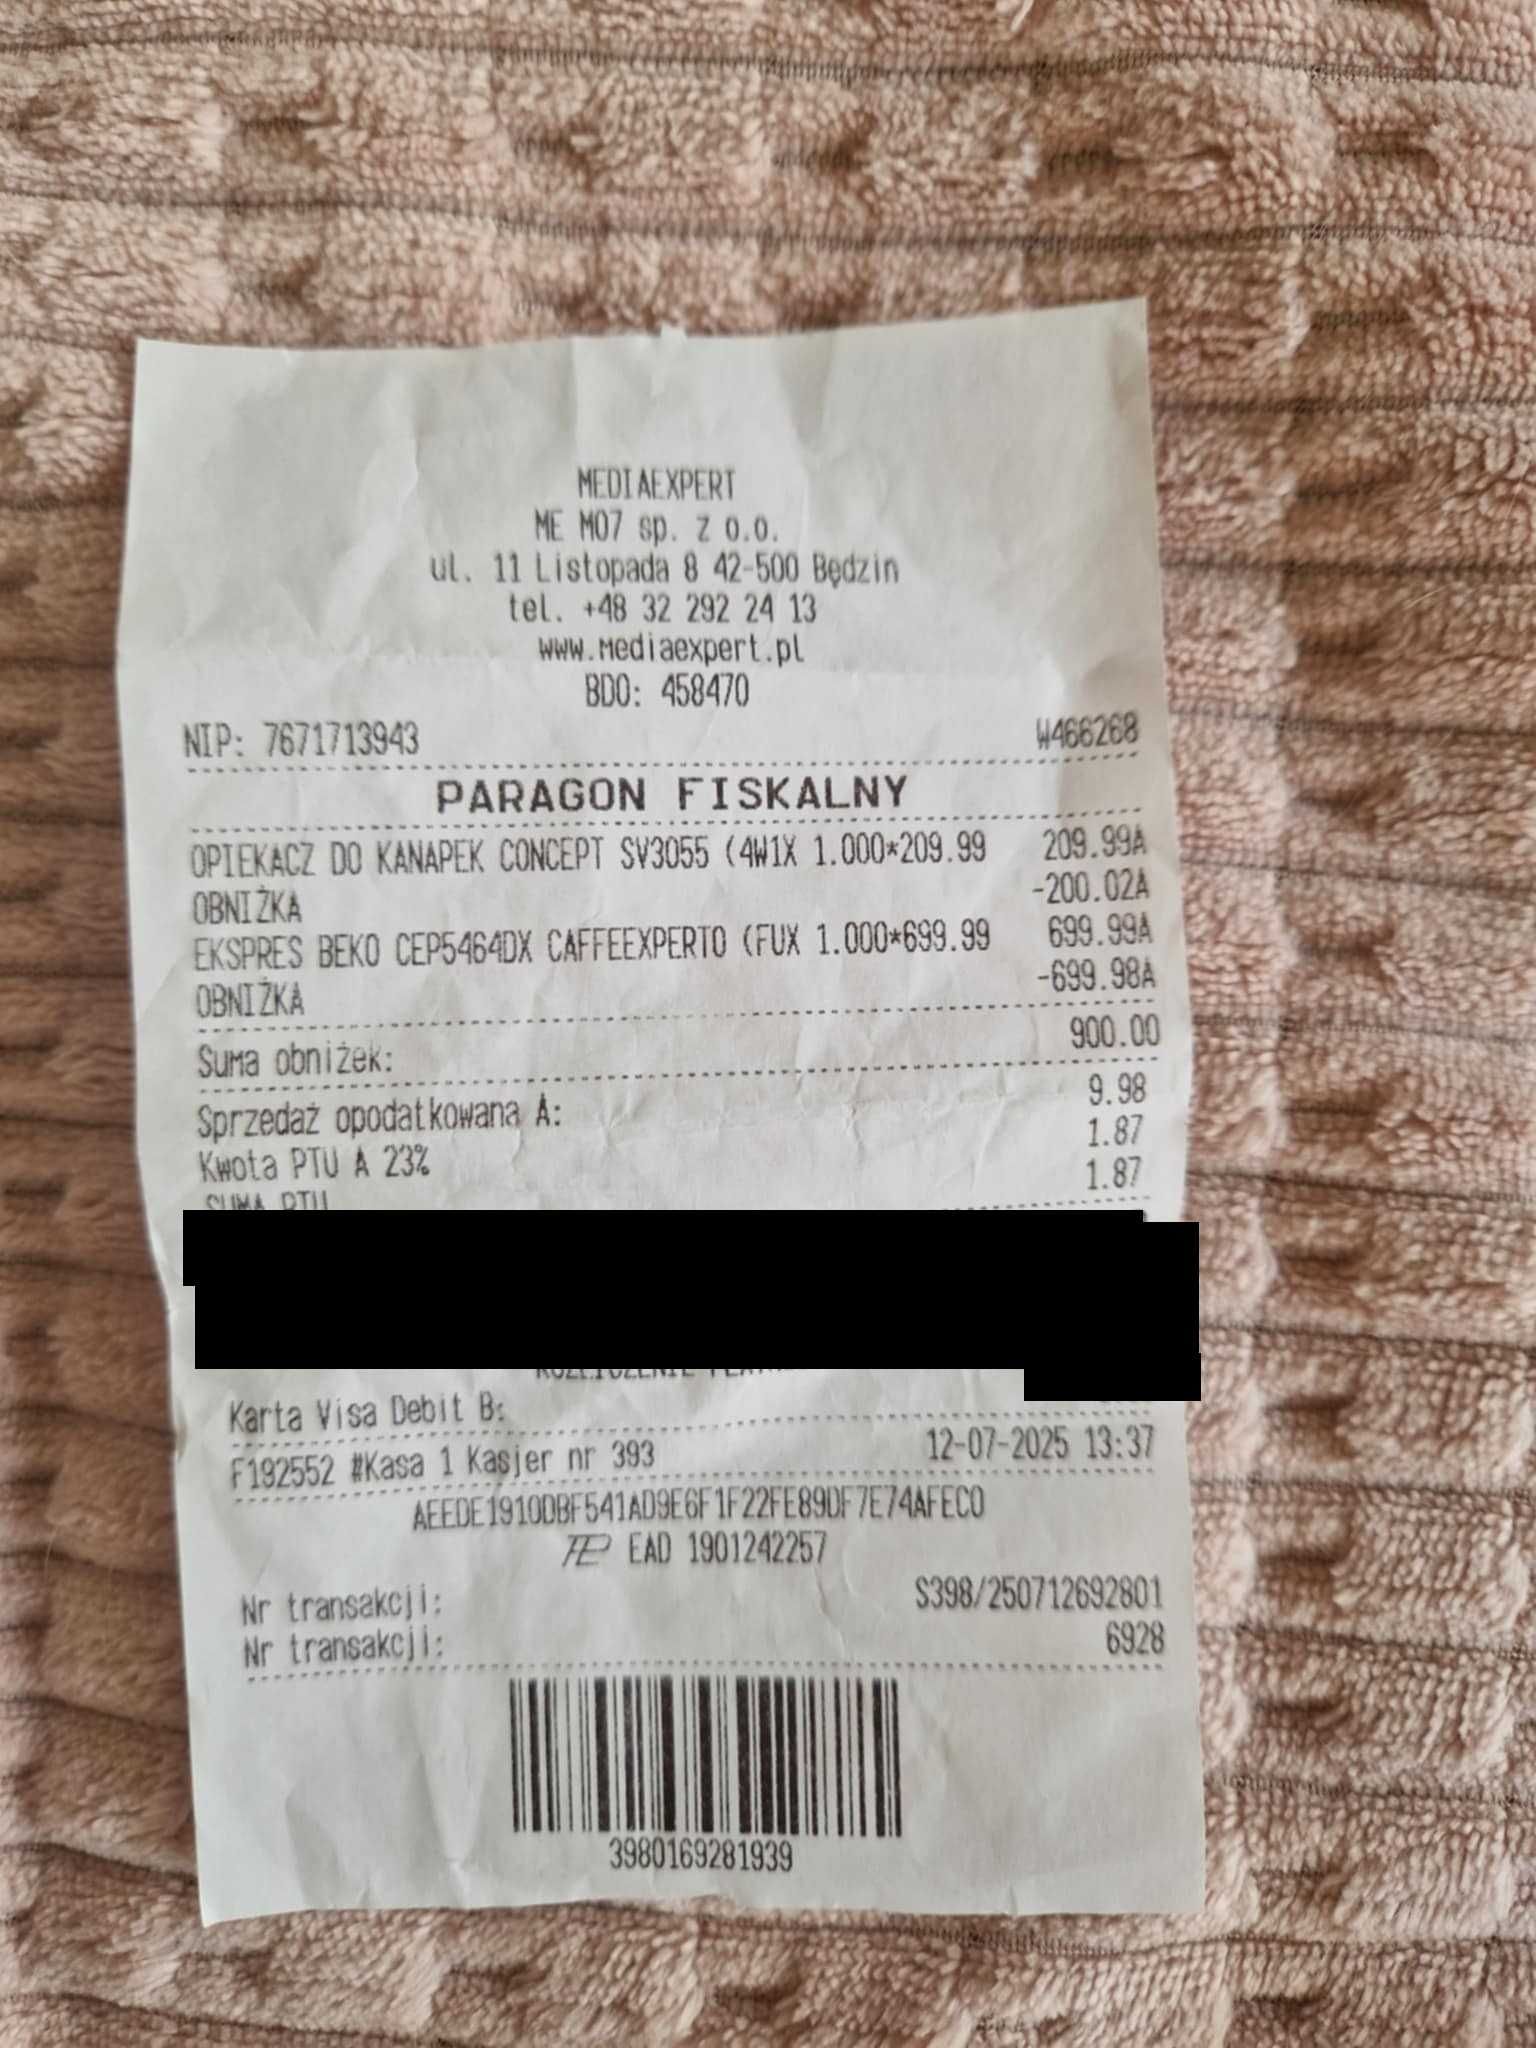 MEDIAEXPERT
ME M07 sp. z o.o.
ul. 11 Listopada 8 42-500 Będzin
tel. +48 32 292 24 13
www.mediaexpert.pl
BDO: 458470
NIP: 7671713943 W466268
PARAGON FISKALNY
OPIEKACZ DO KANAPEK CONCEPT SV3055 (4W1X 1.000*209.99 209.99A
OBNIŻKA -200.02A
EKSPRES BEKO CEP5464DX CAFFEEXPERTO (FUX 1.000*699.99 699.99A
OBNIŻKA -699.98A
Suma obniżek: 900.00
Sprzedaż opodatkowana A: 9.98
Kwota PTU A 23% 1.87
SUMA PTU 1.87
Karta Visa Debit B:
F192552 #Kasa 1 Kasjer nr 393 12-07-2025 13:37
AEEDE1910DBF541AD9E6F1F22FE89DF7E74AFEC0
EAD 1901242257
Nr transakcji: S398/250712692801
Nr transakcji: 6928
3980169281939